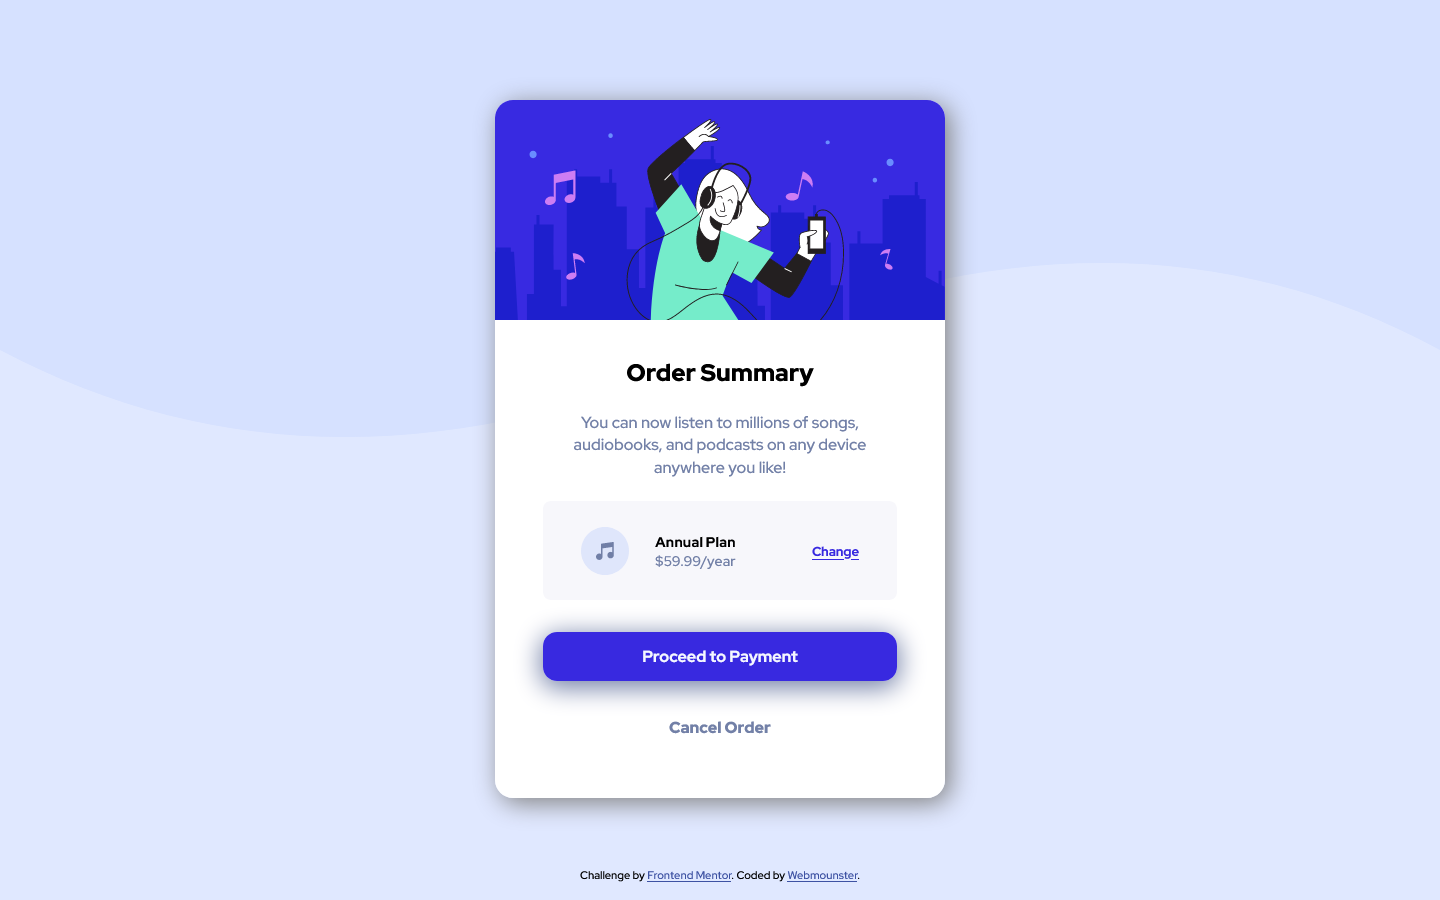 Order Summary
You can now listen to millions of songs,
audiobooks, and podcasts on any device
anywhere you like!
Annual Plan
$59.99/year
Change
Proceed to Payment
Cancel Order
Challenge by Frontend Mentor. Coded by Webmounster.